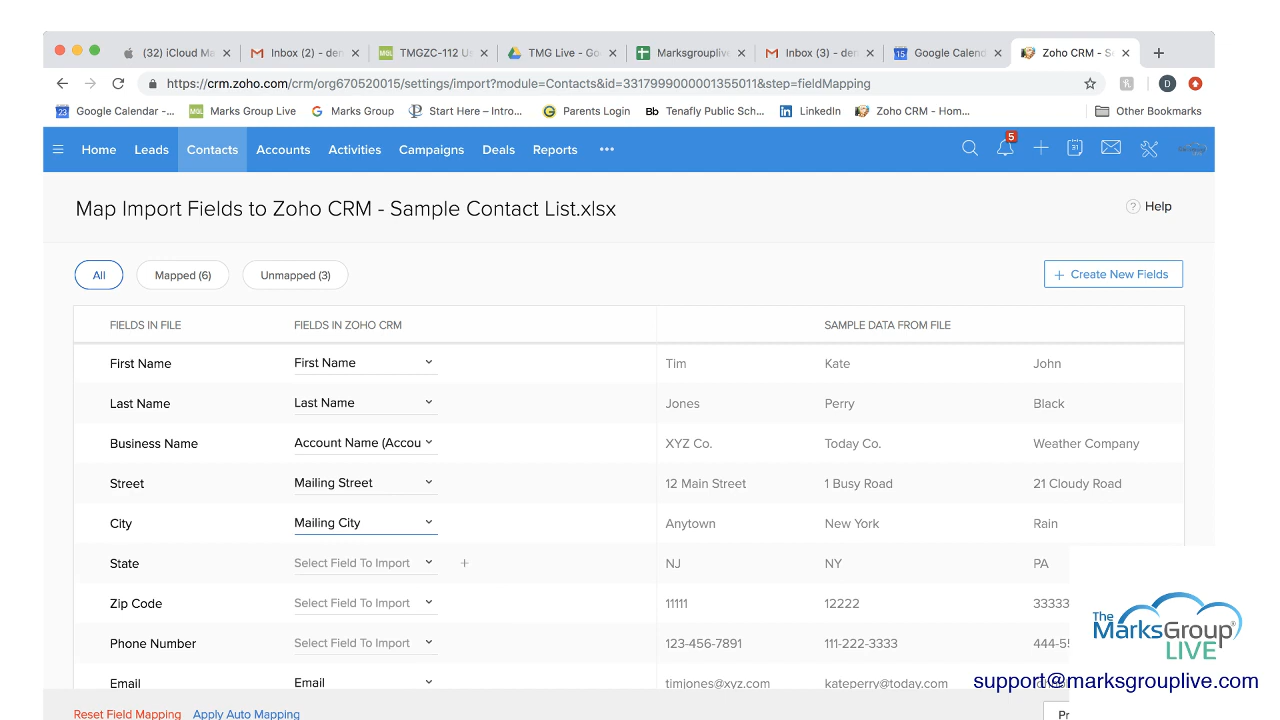 (32) iCloud Ma
Inbox (2) - den
TMGZC-112 Us
TMG Live - Go
Marksgrouplive
Inbox (3) - den
Google Calend
Zoho CRM - Se
https://crm.zoho.com/crm/org670520015/settings/import?module=Contacts&id=3317999000001355011&step=fieldMapping
D
Google Calendar -...
Marks Group Live
Marks Group
Start Here – Intro...
Parents Login
Bb Tenafly Public Sch...
LinkedIn
Zoho CRM - Hom...
Other Bookmarks
Home Leads Contacts Accounts Activities Campaigns Deals Reports ••• 5
Map Import Fields to Zoho CRM - Sample Contact List.xlsx
? Help
All Mapped (6) Unmapped (3)
+ Create New Fields
FIELDS IN FILE FIELDS IN ZOHO CRM SAMPLE DATA FROM FILE
First Name First Name Tim Kate John
Last Name Last Name Jones Perry Black
Business Name Account Name (Accou XYZ Co. Today Co. Weather Company
Street Mailing Street 12 Main Street 1 Busy Road 21 Cloudy Road
City Mailing City Anytown New York Rain
State Select Field To Import + NJ NY PA
Zip Code Select Field To Import 11111 12222 33333
Phone Number Select Field To Import 123-456-7891 111-222-3333 444-55
Email Email timjones@xyz.com kateperry@today.com
The
MarksGroup
LIVE
support@marksgrouplive.com
Reset Field Mapping Apply Auto Mapping
Pr